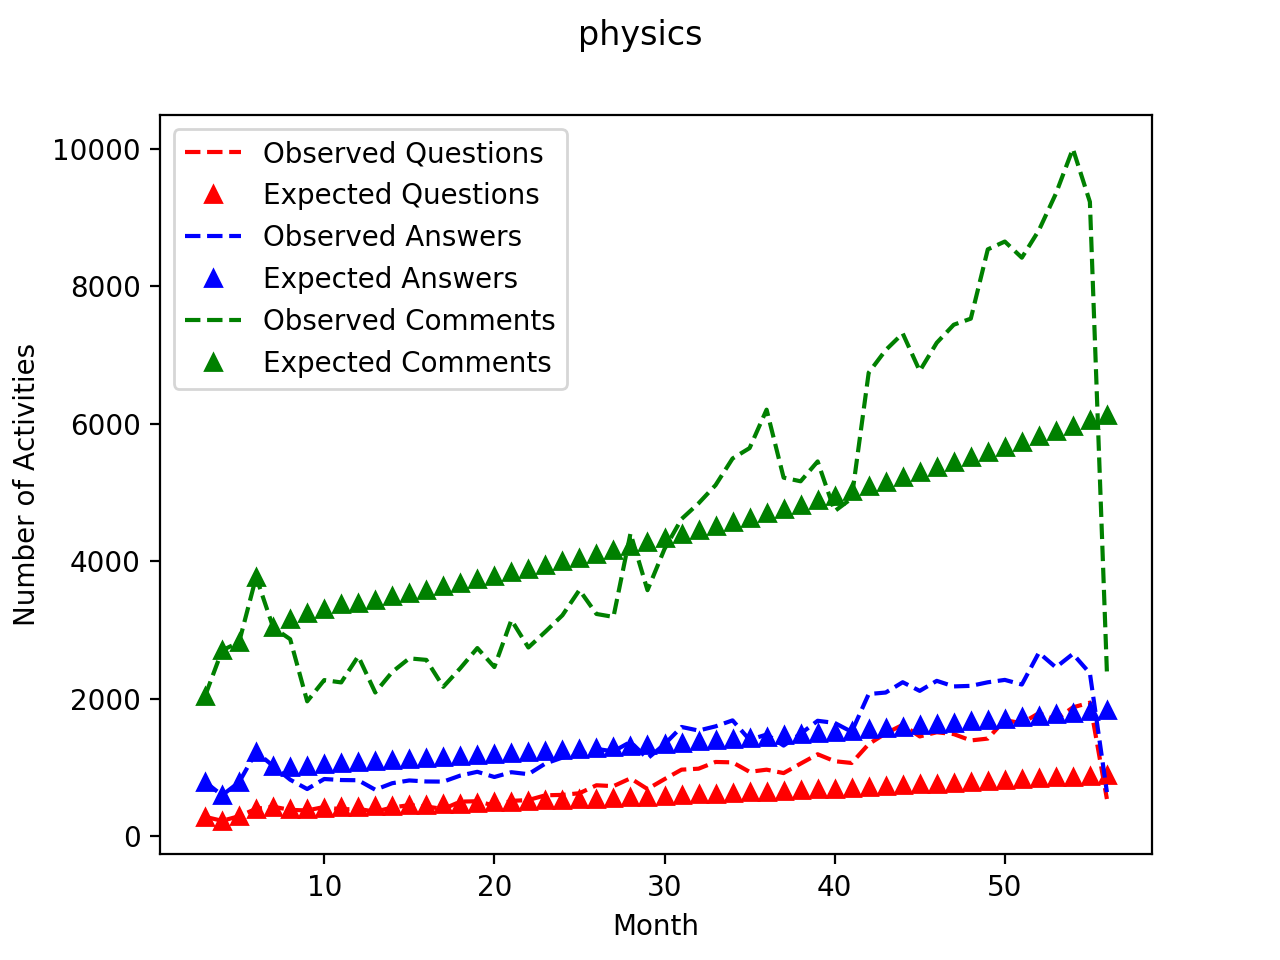 physics
Observed Questions
Expected Questions
Observed Answers
Expected Answers
Observed Comments
Expected Comments
10000
8000
6000
4000
2000
0
Number of Activities
10 20 30 40 50
Month